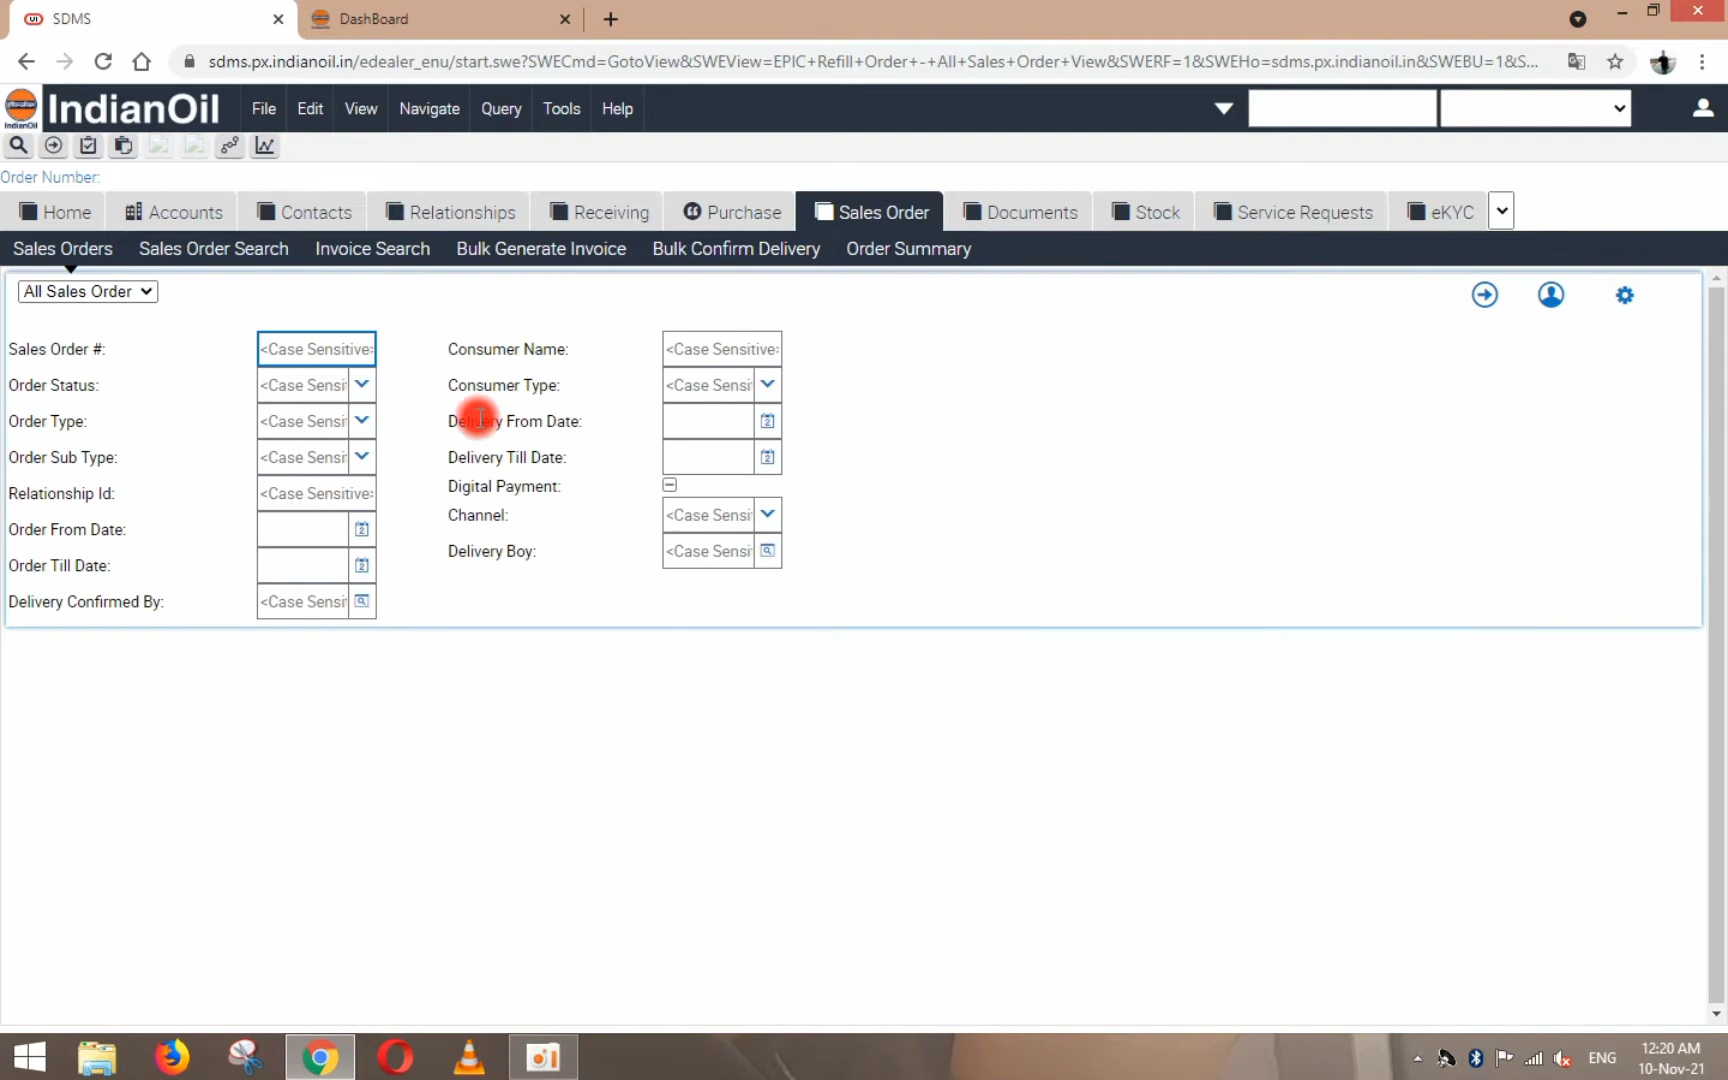 SDMS
DashBoard
sdms.px.indianoil.in/edealer_enu/start.swe?SWECmd=GotoView&SWEView=EPIC+Refill+Order+-+All+Sales+Order+View&SWERF=1&SWEHo=sdms.px.indianoil.in&SWEBU=1&S...
IndianOil File Edit View Navigate Query Tools Help
Order Number:
Home Accounts Contacts Relationships Receiving Purchase Sales Order Documents Stock Service Requests eKYC
Sales Orders Sales Order Search Invoice Search Bulk Generate Invoice Bulk Confirm Delivery Order Summary
All Sales Order
Sales Order #: <Case Sensitive> Consumer Name: <Case Sensitive>
Order Status: <Case Sensi Consumer Type: <Case Sensi
Order Type: <Case Sensi Delivery From Date:
Order Sub Type: <Case Sensi Delivery Till Date:
Relationship Id: <Case Sensitive> Digital Payment:
Order From Date: Channel: <Case Sensi
Order Till Date: Delivery Boy: <Case Sensi
Delivery Confirmed By: <Case Sensi
ENG
12:20 AM
10-Nov-21